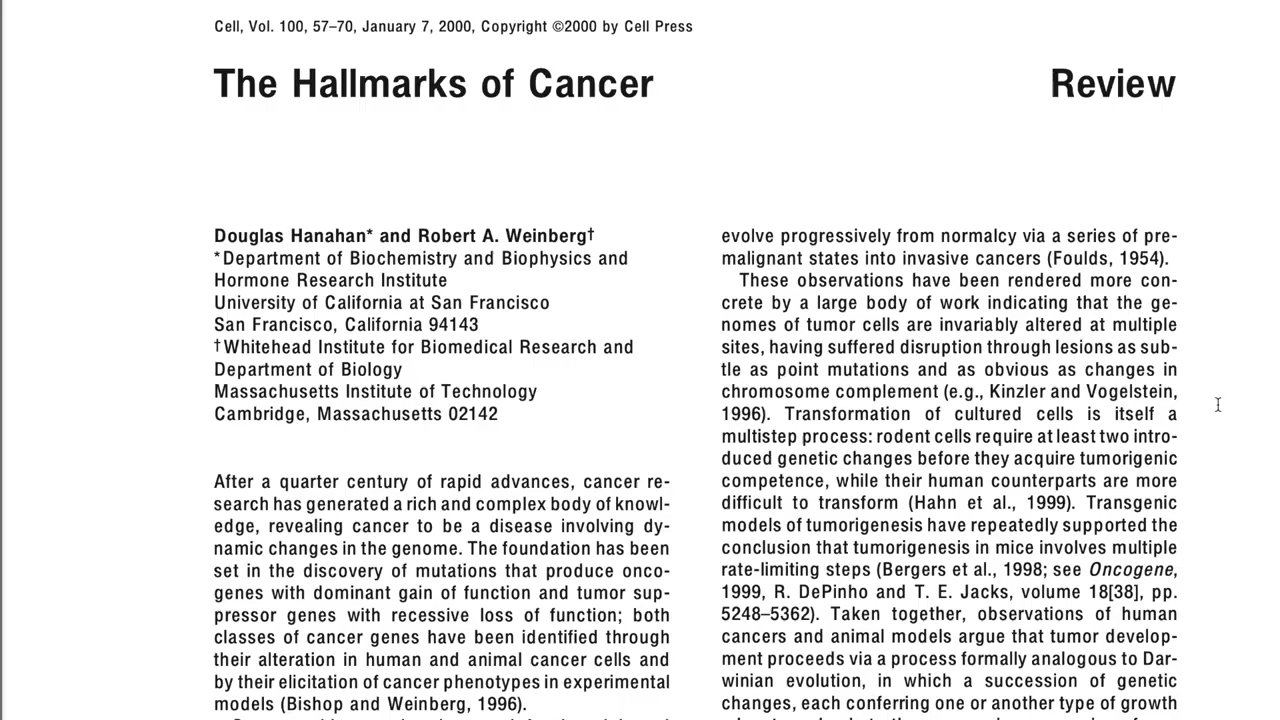 Cell, Vol. 100, 57–70, January 7, 2000, Copyright ©2000 by Cell Press
The Hallmarks of Cancer
Review
Douglas Hanahan* and Robert A. Weinberg†
*Department of Biochemistry and Biophysics and
Hormone Research Institute
University of California at San Francisco
San Francisco, California 94143
†Whitehead Institute for Biomedical Research and
Department of Biology
Massachusetts Institute of Technology
Cambridge, Massachusetts 02142
After a quarter century of rapid advances, cancer re-
search has generated a rich and complex body of knowl-
edge, revealing cancer to be a disease involving dy-
namic changes in the genome. The foundation has been
set in the discovery of mutations that produce onco-
genes with dominant gain of function and tumor sup-
pressor genes with recessive loss of function; both
classes of cancer genes have been identified through
their alteration in human and animal cancer cells and
by their elicitation of cancer phenotypes in experimental
models (Bishop and Weinberg, 1996).
evolve progressively from normalcy via a series of pre-
malignant states into invasive cancers (Foulds, 1954).
These observations have been rendered more con-
crete by a large body of work indicating that the ge-
nomes of tumor cells are invariably altered at multiple
sites, having suffered disruption through lesions as sub-
tle as point mutations and as obvious as changes in
chromosome complement (e.g., Kinzler and Vogelstein,
1996). Transformation of cultured cells is itself a
multistep process: rodent cells require at least two intro-
duced genetic changes before they acquire tumorigenic
competence, while their human counterparts are more
difficult to transform (Hahn et al., 1999). Transgenic
models of tumorigenesis have repeatedly supported the
conclusion that tumorigenesis in mice involves multiple
rate-limiting steps (Bergers et al., 1998; see Oncogene,
1999, R. DePinho and T. E. Jacks, volume 18[38], pp.
5248–5362). Taken together, observations of human
cancers and animal models argue that tumor develop-
ment proceeds via a process formally analogous to Dar-
winian evolution, in which a succession of genetic
changes, each conferring one or another type of growth